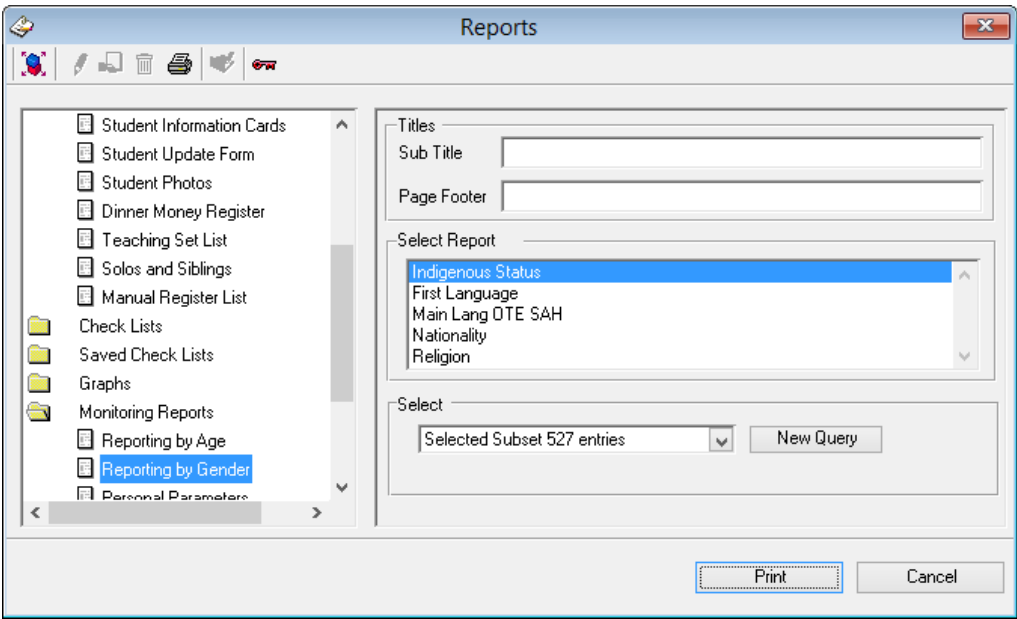 Reports
Student Information Cards
Student Update Form
Student Photos
Dinner Money Register
Teaching Set List
Solos and Siblings
Manual Register List
Check Lists
Saved Check Lists
Graphs
Monitoring Reports
Reporting by Age
Reporting by Gender
Personal Parameters
Titles
Sub Title
Page Footer
Select Report
Indigenous Status
First Language
Main Lang OTE SAH
Nationality
Religion
Select
Selected Subset 527 entries
New Query
Print
Cancel